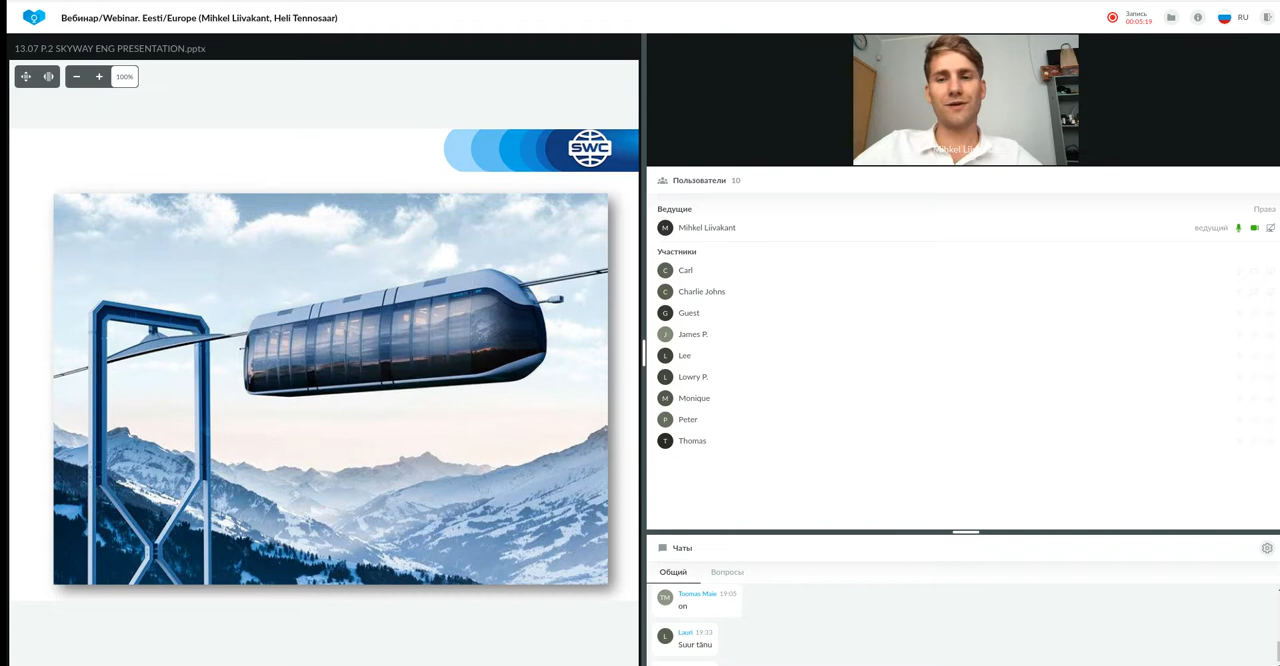 Вебинар/Webinar. Eesti/Europe (Mihkel Liivakant, Heli Tennosaar)
Запись
00:05:19
RU
13.07 P.2 SKYWAY ENG PRESENTATION.pptx
100%
SWC
Mihkel
Пользователи 10
Ведущие
Права
M Mihkel Liivakant
ведущий
Участники
C Carl
C Charlie Johns
G Guest
J James P.
L Lee
L Lowry P.
M Monique
P Peter
T Thomas
Чаты
Общий
Вопросы
TM Toomas Maie 19:05
on
L Lauri 19:33
Suur tänu